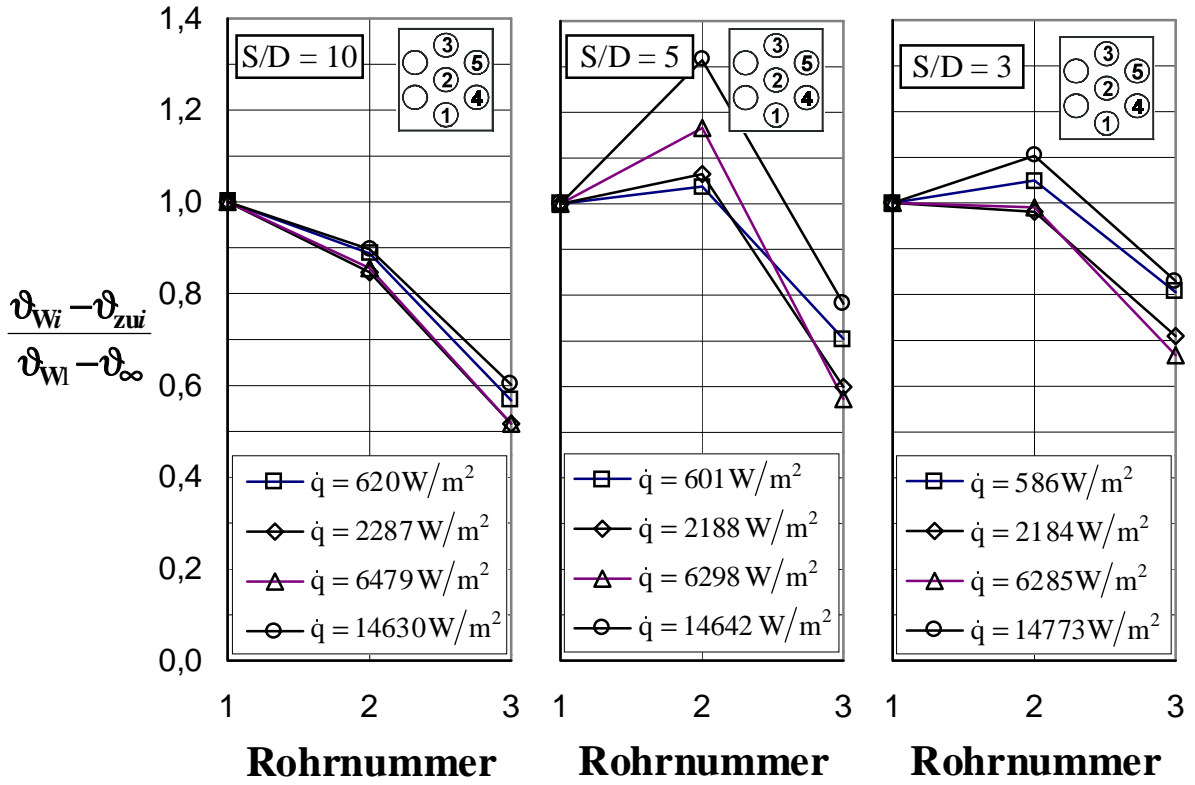 1,4
1,2
1,0
0,8
0,6
0,4
0,2
0,0
ϑWi − ϑzui
ϑW1 − ϑ∞
S/D = 10
3
5
2
4
1
q̇ = 620 W/m²
q̇ = 2287 W/m²
q̇ = 6479 W/m²
q̇ = 14630 W/m²
1 2 3
Rohrnummer
S/D = 5
3
5
2
4
1
q̇ = 601 W/m²
q̇ = 2188 W/m²
q̇ = 6298 W/m²
q̇ = 14642 W/m²
1 2 3
Rohrnummer
S/D = 3
3
5
2
4
1
q̇ = 586 W/m²
q̇ = 2184 W/m²
q̇ = 6285 W/m²
q̇ = 14773 W/m²
1 2 3
Rohrnummer